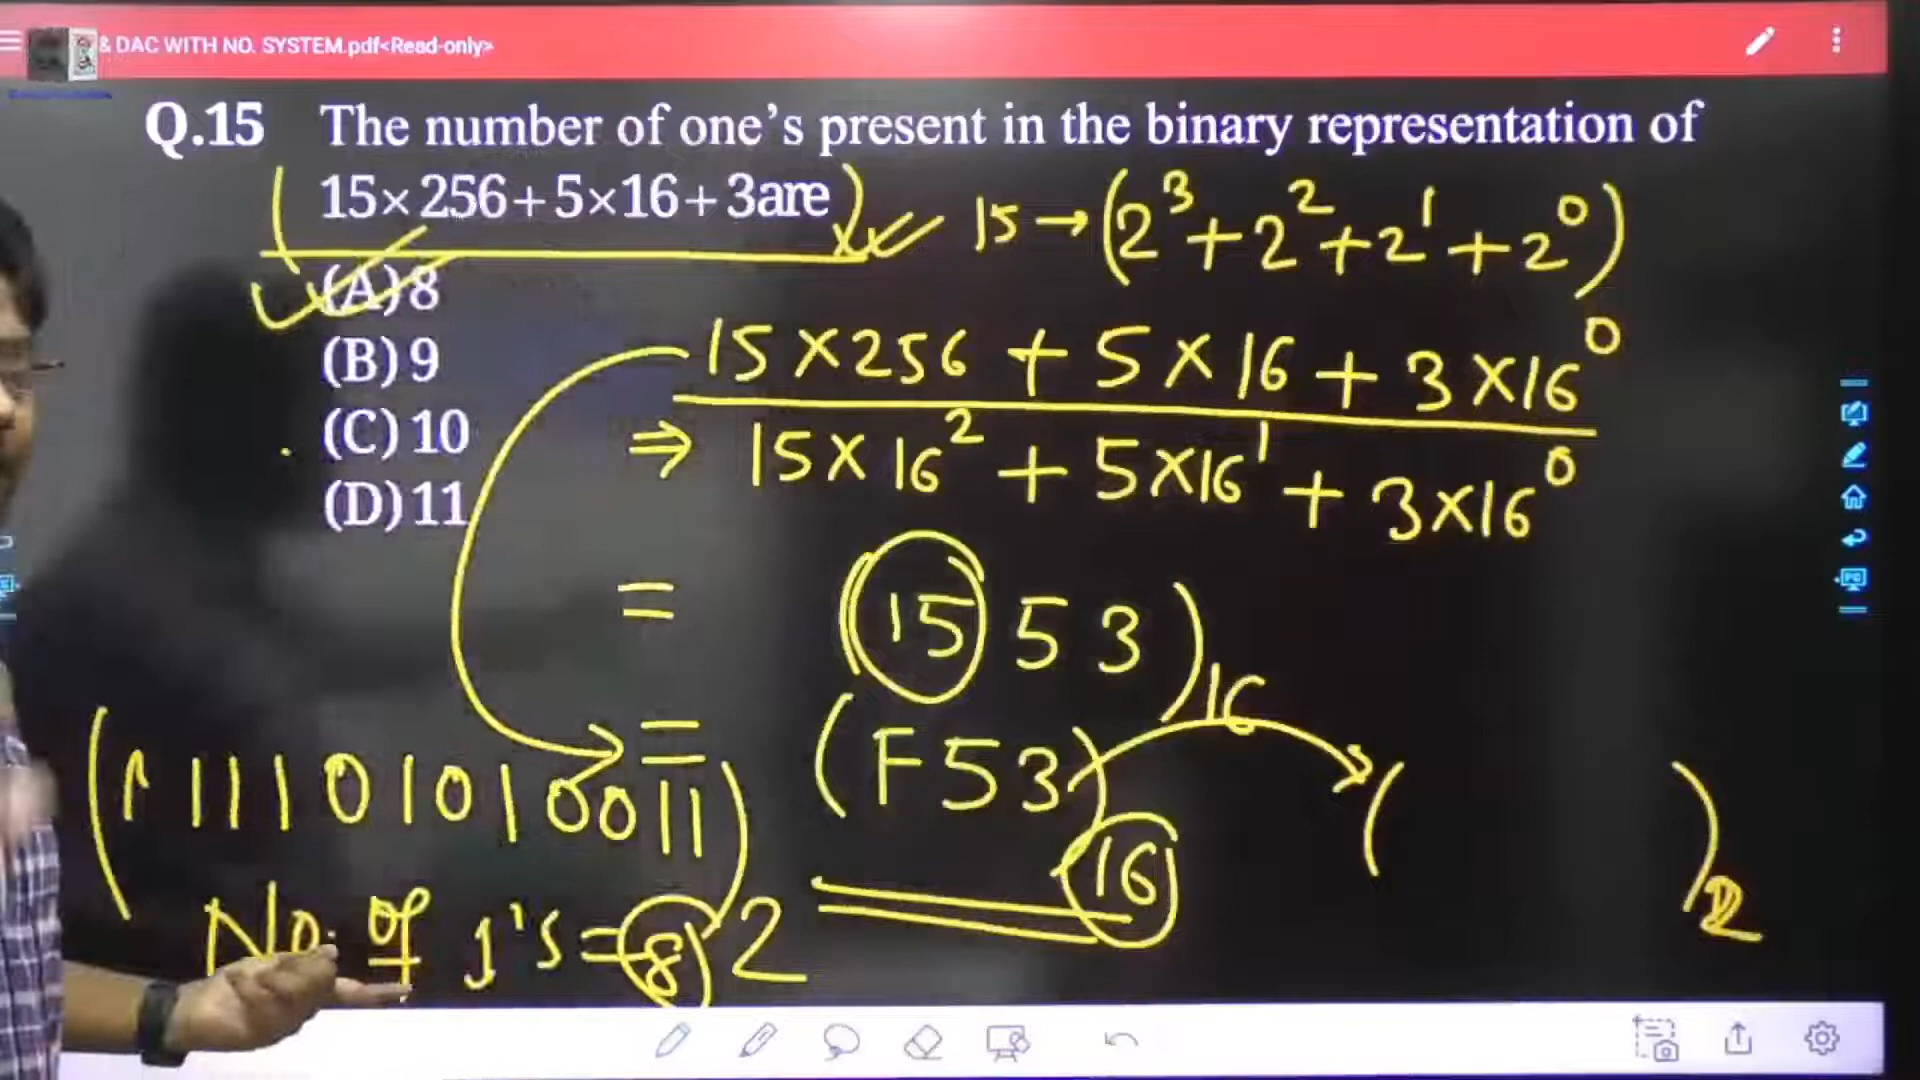 & DAC WITH NO. SYSTEM.pdf<Read-only>
Q.15 The number of one's present in the binary representation of
15×256+5×16+3are
(A) 8
(B) 9
(C) 10
(D) 11
15 → (2³ + 2² + 2¹ + 2⁰)
15 × 256 + 5 × 16 + 3 × 16⁰
⇒ 15 × 16² + 5 × 16¹ + 3 × 16⁰
= (15 5 3)₁₆
= (F53)₁₆ → ( )₂
(111101010011)₂
No. of 1's = 8